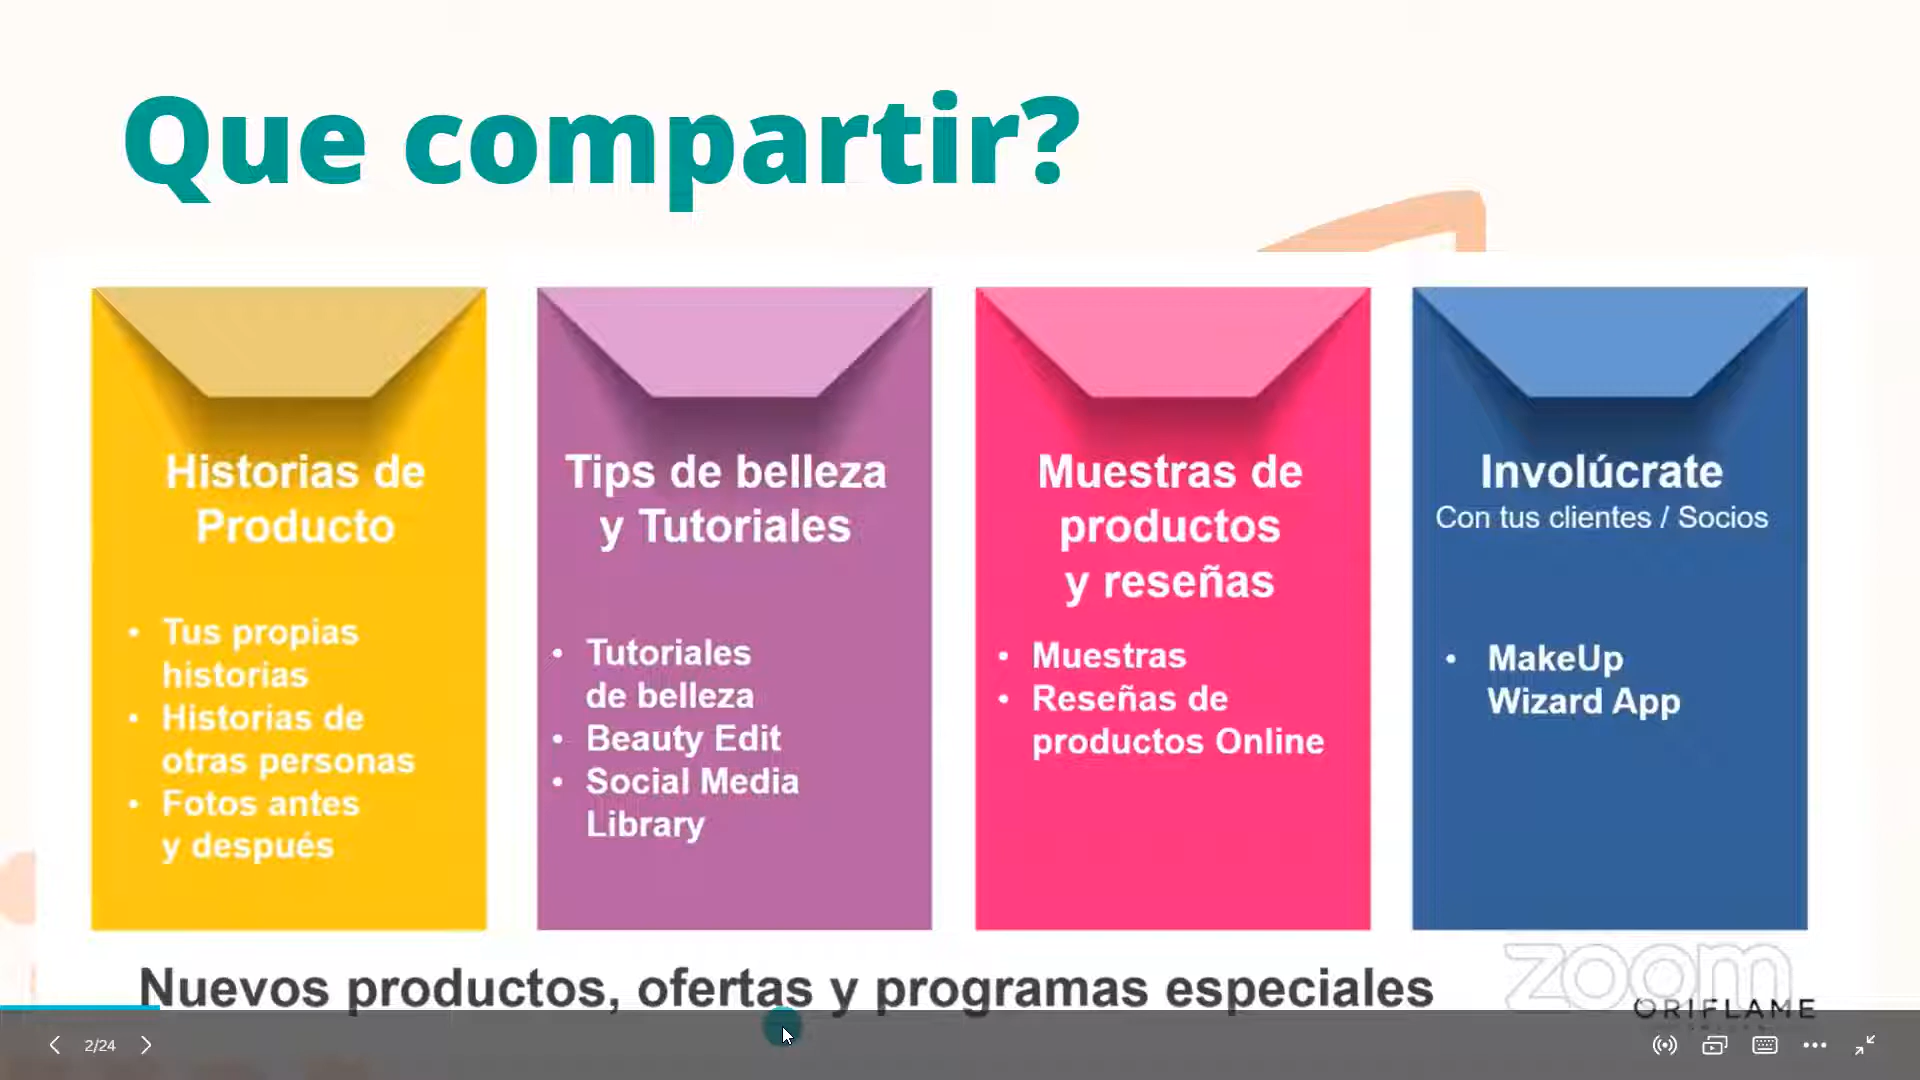 Que compartir?
Historias de
Producto
• Tus propias
historias
• Historias de
otras personas
• Fotos antes
y después
Tips de belleza
y Tutoriales
• Tutoriales
de belleza
• Beauty Edit
• Social Media
Library
Muestras de
productos
y reseñas
• Muestras
• Reseñas de
productos Online
Involúcrate
Con tus clientes / Socios
• MakeUp
Wizard App
Nuevos productos, ofertas y programas especiales
zoom
ORIFLAME
2/24